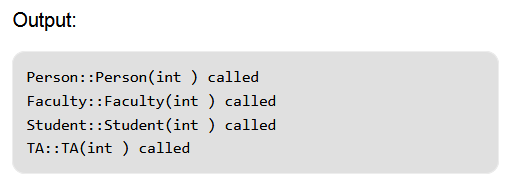 Output:
Person::Person(int ) called
Faculty::Faculty(int ) called
Student::Student(int ) called
TA::TA(int ) called